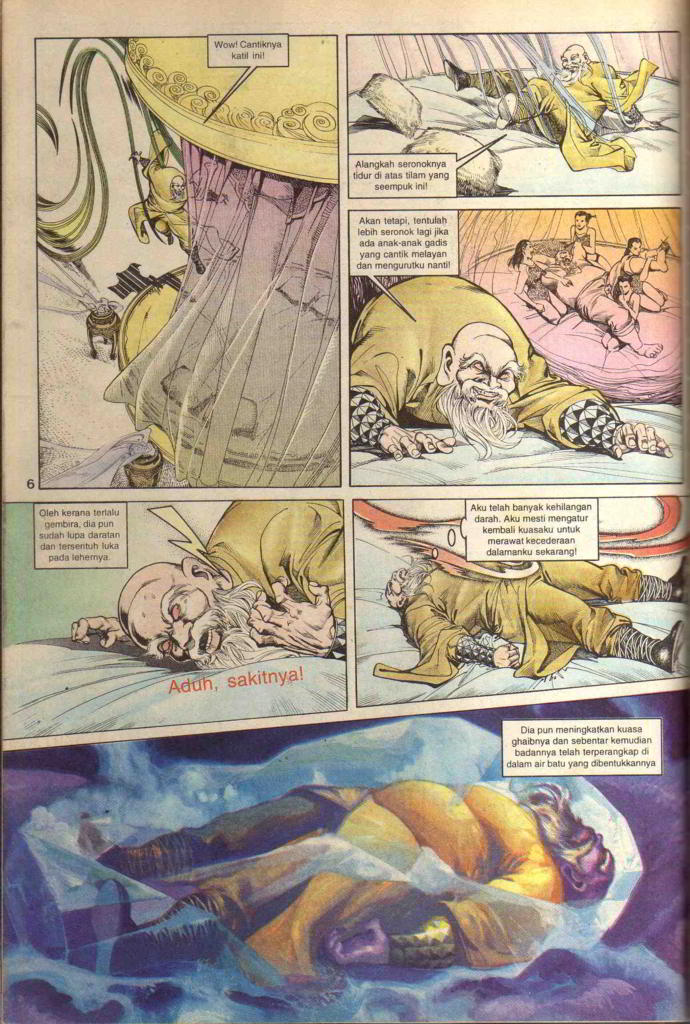 Wow! Cantiknya
katil ini!
Alangkah seronoknya
tidur di atas tilam yang
seempuk ini!
Akan tetapi, tentulah
lebih seronok lagi jika
ada anak-anak gadis
yang cantik melayan
dan mengurutku nanti!
6
Oleh kerana terlalu
gembira, dia pun
sudah lupa daratan
dan tersentuh luka
pada lehernya.
Aduh, sakitnya!
Aku telah banyak kehilangan
darah. Aku mesti mengatur
kembali kuasaku untuk
merawat kecederaan
dalamanku sekarang!
Dia pun meningkatkan kuasa
ghaibnya dan sebentar kemudian
badannya telah terperangkap di
dalam air batu yang dibentukkannya